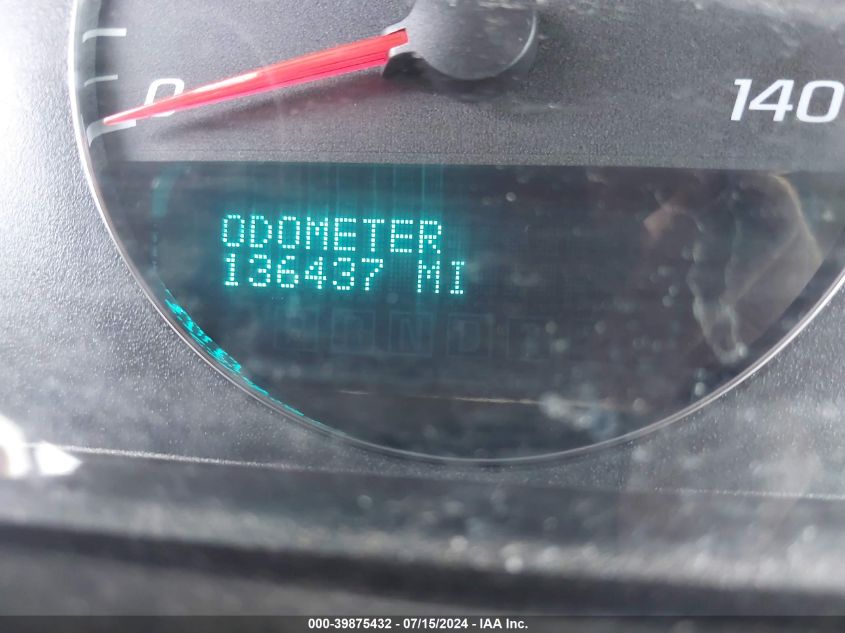 0
140
ODOMETER
136437 MI
N D
000-39875432 - 07/15/2024 - IAA Inc.